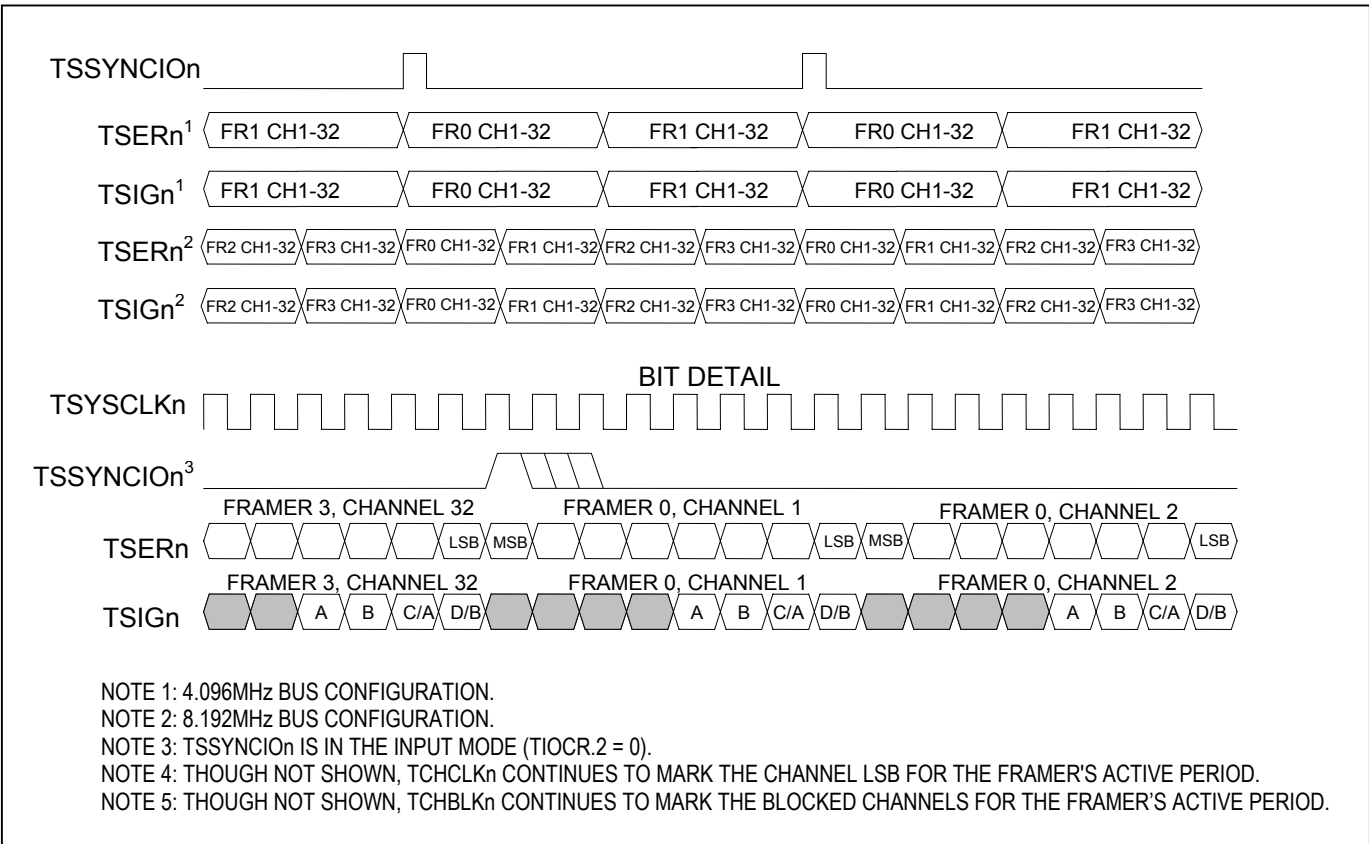 TSSYNCIOn
TSERn¹ FR1 CH1-32 FR0 CH1-32 FR1 CH1-32 FR0 CH1-32 FR1 CH1-32
TSIGn¹ FR1 CH1-32 FR0 CH1-32 FR1 CH1-32 FR0 CH1-32 FR1 CH1-32
TSERn² FR2 CH1-32 FR3 CH1-32 FR0 CH1-32 FR1 CH1-32 FR2 CH1-32 FR3 CH1-32 FR0 CH1-32 FR1 CH1-32 FR2 CH1-32 FR3 CH1-32
TSIGn² FR2 CH1-32 FR3 CH1-32 FR0 CH1-32 FR1 CH1-32 FR2 CH1-32 FR3 CH1-32 FR0 CH1-32 FR1 CH1-32 FR2 CH1-32 FR3 CH1-32
BIT DETAIL
TSYSCLKn
TSSYNCIOn³
FRAMER 3, CHANNEL 32 FRAMER 0, CHANNEL 1 FRAMER 0, CHANNEL 2
TSERn LSB MSB LSB MSB LSB
FRAMER 3, CHANNEL 32 FRAMER 0, CHANNEL 1 FRAMER 0, CHANNEL 2
TSIGn A B C/A D/B A B C/A D/B A B C/A D/B
NOTE 1: 4.096MHz BUS CONFIGURATION.
NOTE 2: 8.192MHz BUS CONFIGURATION.
NOTE 3: TSSYNCIOn IS IN THE INPUT MODE (TIOCR.2 = 0).
NOTE 4: THOUGH NOT SHOWN, TCHCLKn CONTINUES TO MARK THE CHANNEL LSB FOR THE FRAMER'S ACTIVE PERIOD.
NOTE 5: THOUGH NOT SHOWN, TCHBLKn CONTINUES TO MARK THE BLOCKED CHANNELS FOR THE FRAMER’S ACTIVE PERIOD.